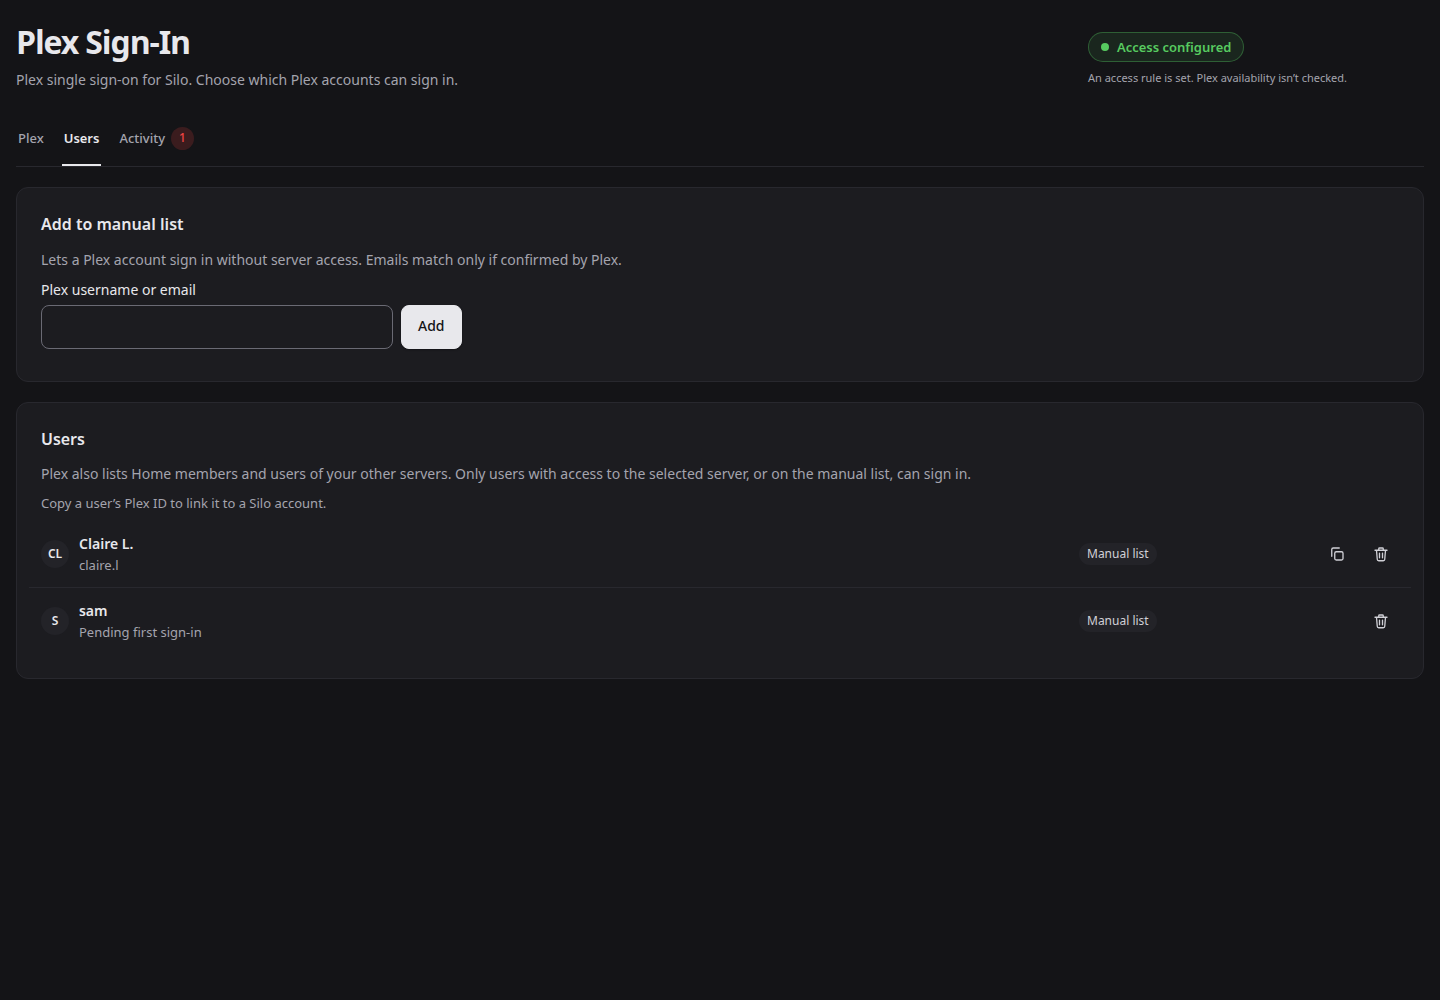 Plex Sign-In
Access configured
Plex single sign-on for Silo. Choose which Plex accounts can sign in.
An access rule is set. Plex availability isn’t checked.
Plex
Users
Activity
1
Add to manual list
Lets a Plex account sign in without server access. Emails match only if confirmed by Plex.
Plex username or email
Add
Users
Plex also lists Home members and users of your other servers. Only users with access to the selected server, or on the manual list, can sign in.
Copy a user’s Plex ID to link it to a Silo account.
CL
Claire L.
claire.l
Manual list
S
sam
Pending first sign-in
Manual list